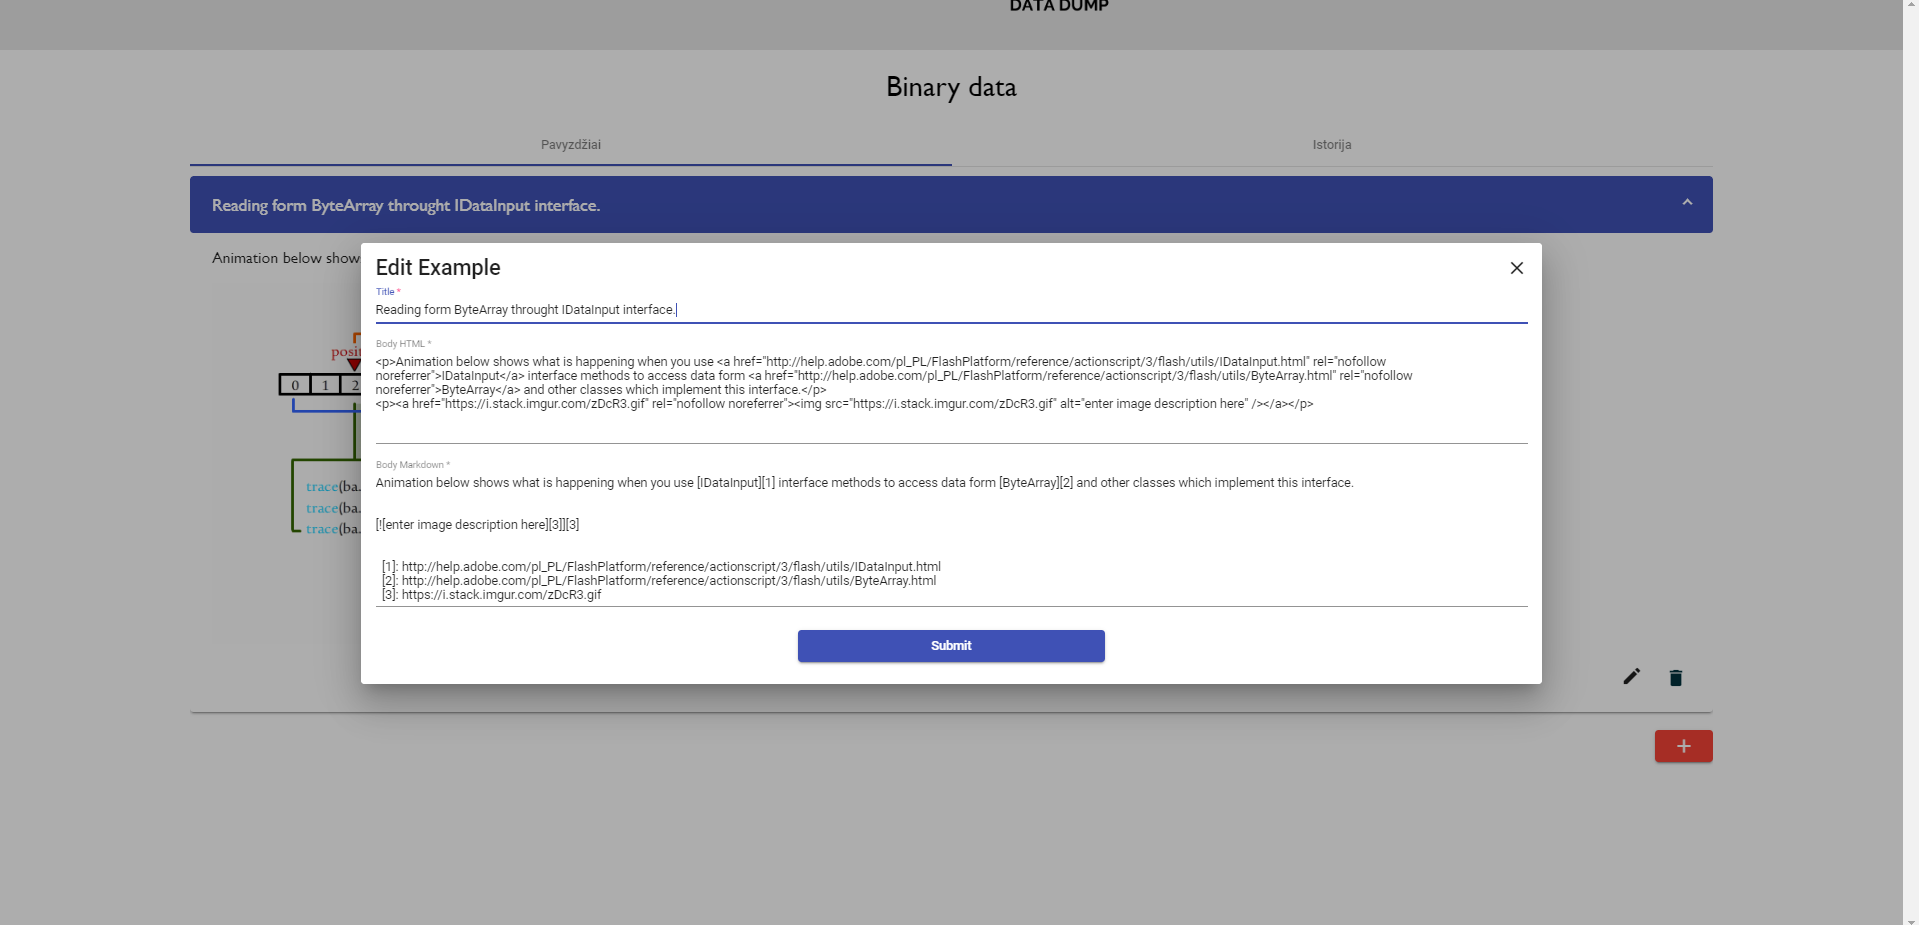 DATA DUMP
Binary data
Pavyzdžiai
Istorija
Reading form ByteArray throught IDataInput interface.
Animation below show
Edit Example
Title *
Reading form ByteArray throught IDataInput interface.
Body HTML *
<p>Animation below shows what is happening when you use <a href="http://help.adobe.com/pl_PL/FlashPlatform/reference/actionscript/3/flash/utils/IDataInput.html" rel="nofollow
noreferrer">IDataInput</a> interface methods to access data form <a href="http://help.adobe.com/pl_PL/FlashPlatform/reference/actionscript/3/flash/utils/ByteArray.html" rel="nofollow
noreferrer">ByteArray</a> and other classes which implement this interface.</p>
<p><a href="https://i.stack.imgur.com/zDcR3.gif" rel="nofollow noreferrer"><img src="https://i.stack.imgur.com/zDcR3.gif" alt="enter image description here" /></a></p>
Body Markdown *
Animation below shows what is happening when you use [IDataInput][1] interface methods to access data form [ByteArray][2] and other classes which implement this interface.
[![enter image description here][3]][3]
[1]: http://help.adobe.com/pl_PL/FlashPlatform/reference/actionscript/3/flash/utils/IDataInput.html
[2]: http://help.adobe.com/pl_PL/FlashPlatform/reference/actionscript/3/flash/utils/ByteArray.html
[3]: https://i.stack.imgur.com/zDcR3.gif
Submit
posit
0 1 2
trace(ba.
trace(ba.
trace(ba.